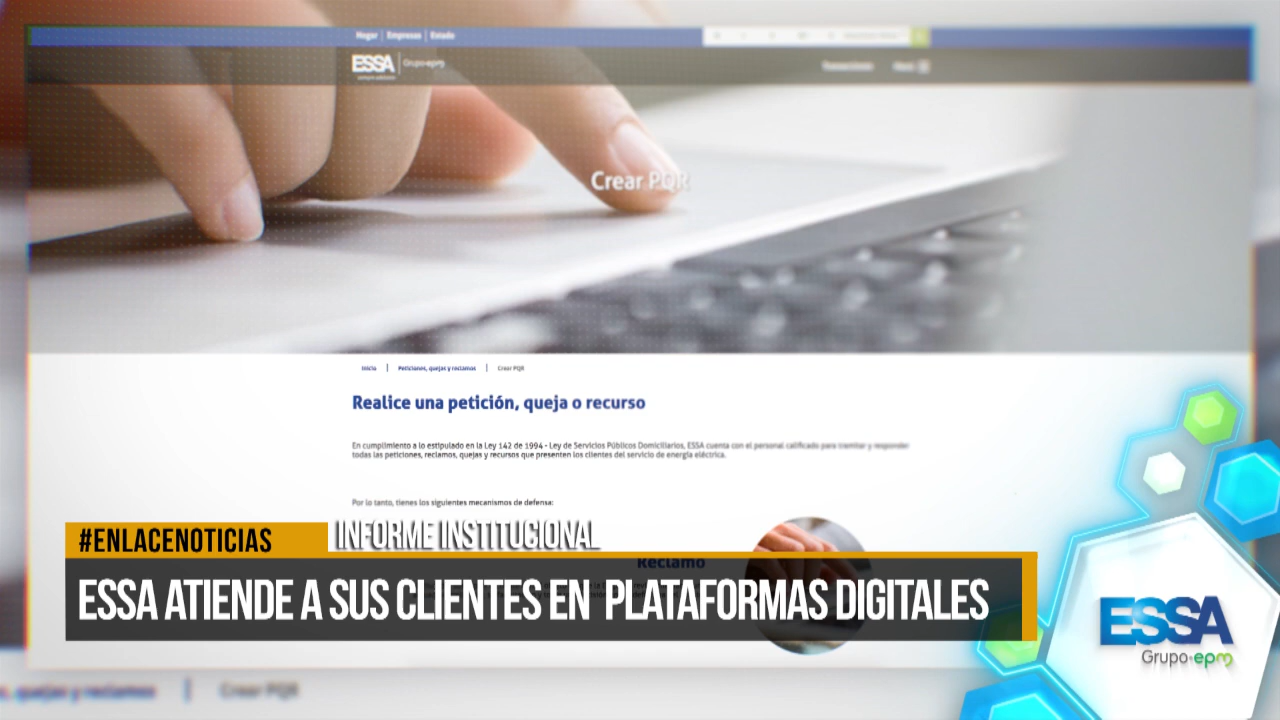 Hogar | Empresas | Estado
ESSA | Grupo·epm
Crear PQR
Inicio | Peticiones, quejas y reclamos | Crear PQR
Realice una petición, queja o recurso
En cumplimiento a lo estipulado en la Ley 142 de 1994 - Ley de Servicios Públicos Domiciliarios, ESSA cuenta con el personal calificado para tramitar y responder
todas las peticiones, reclamos, quejas y recursos que presenten los clientes del servicio de energía eléctrica.
Por lo tanto, tienes los siguientes mecanismos de defensa:
#ENLACENOTICIAS
INFORME INSTITUCIONAL
Reclamo
ESSA ATIENDE A SUS CLIENTES EN PLATAFORMAS DIGITALES
ESSA
Grupo·epm
quejas y reclamos | Crear PQR